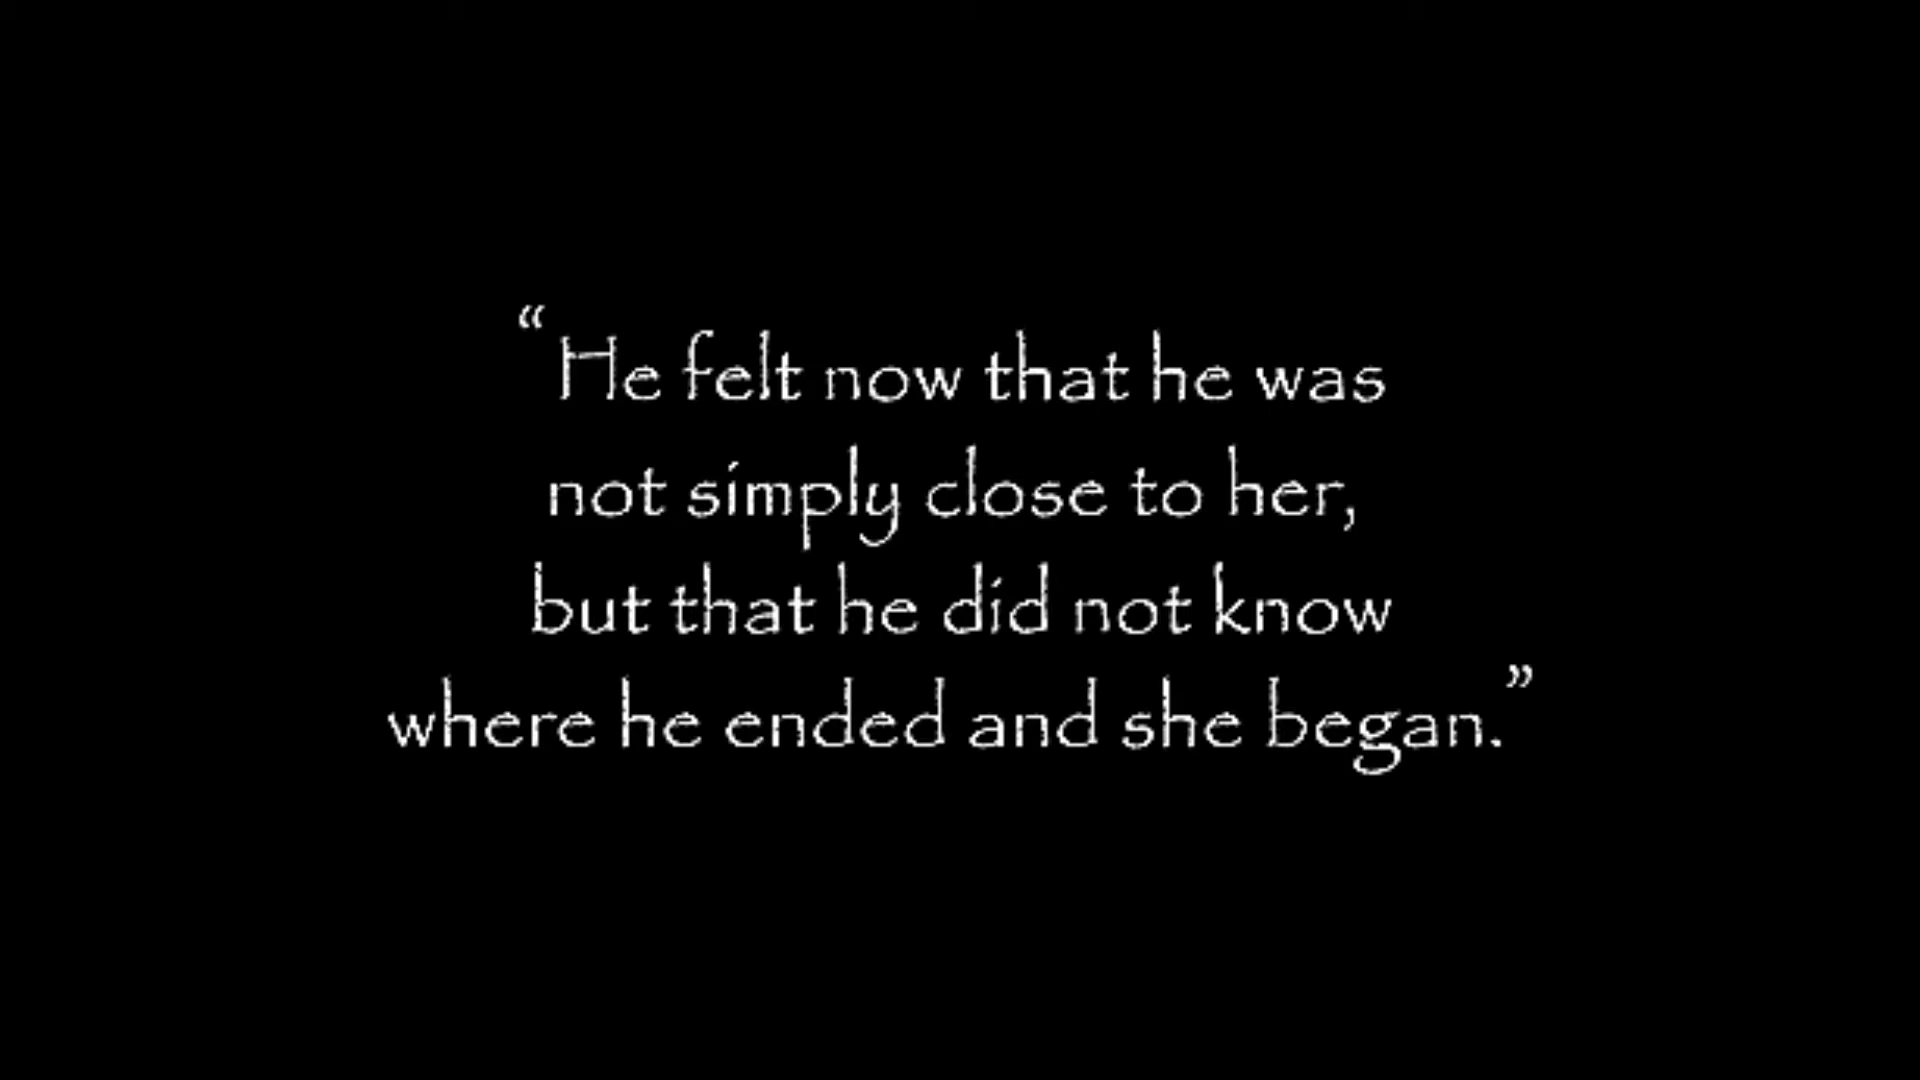 “He felt now that he was
not simply close to her,
but that he did not know
where he ended and she began.”